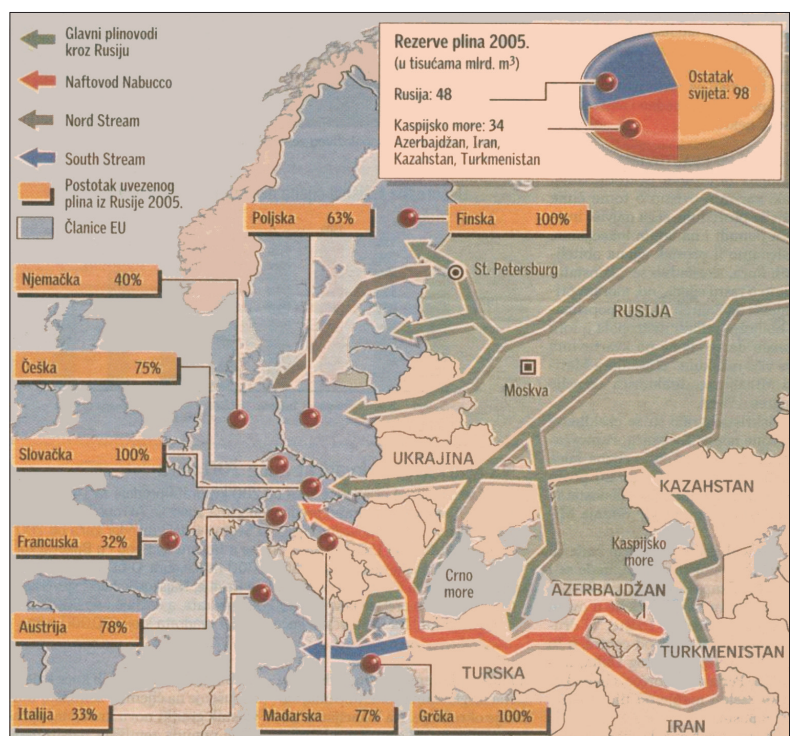 Glavni plinovodi
kroz Rusiju
Naftovod Nabucco
Nord Stream
South Stream
Postotak uvezenog
plina iz Rusije 2005.
Članice EU
Rezerve plina 2005.
(u tisućama mlrd. m³)
Rusija: 48
Kaspijsko more: 34
Azerbajdžan, Iran,
Kazahstan, Turkmenistan
Ostatak
svijeta: 98
Poljska 63%
Finska 100%
Njemačka 40%
St. Petersburg
RUSIJA
Češka 75%
Moskva
Slovačka 100%
UKRAJINA
KAZAHSTAN
Francuska 32%
Kaspijsko
more
Crno
more
AZERBAJDŽAN
Austrija 78%
TURKMENISTAN
TURSKA
Italija 33%
Mađarska 77%
Grčka 100%
IRAN